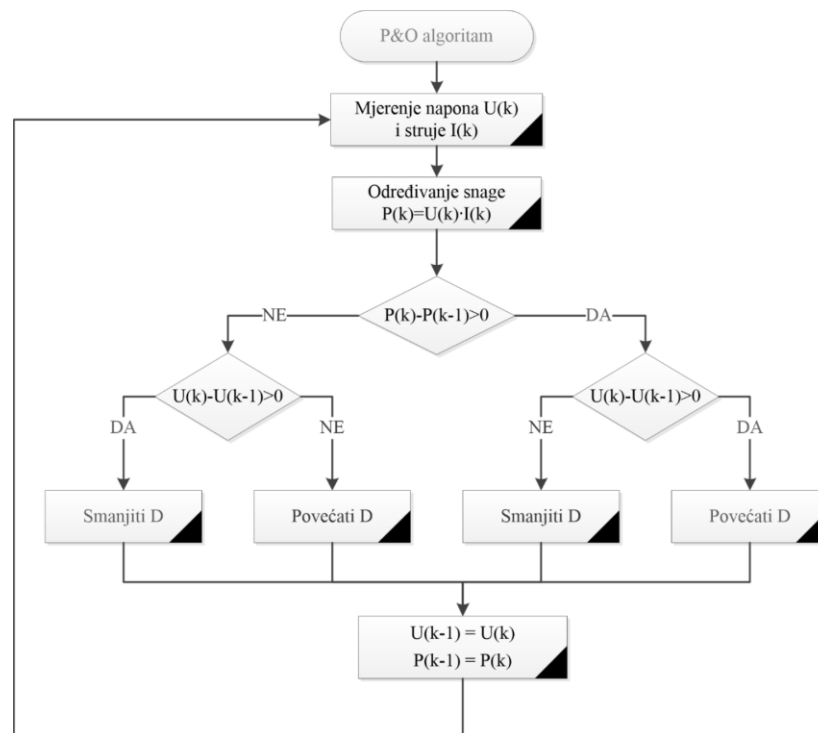 P&O algoritam
Mjerenje napona U(k)
i struje I(k)
Određivanje snage
P(k)=U(k)·I(k)
P(k)-P(k-1)>0
NE
DA
U(k)-U(k-1)>0
U(k)-U(k-1)>0
DA
NE
NE
DA
Smanjiti D
Povećati D
Smanjiti D
Povećati D
U(k-1) = U(k)
P(k-1) = P(k)